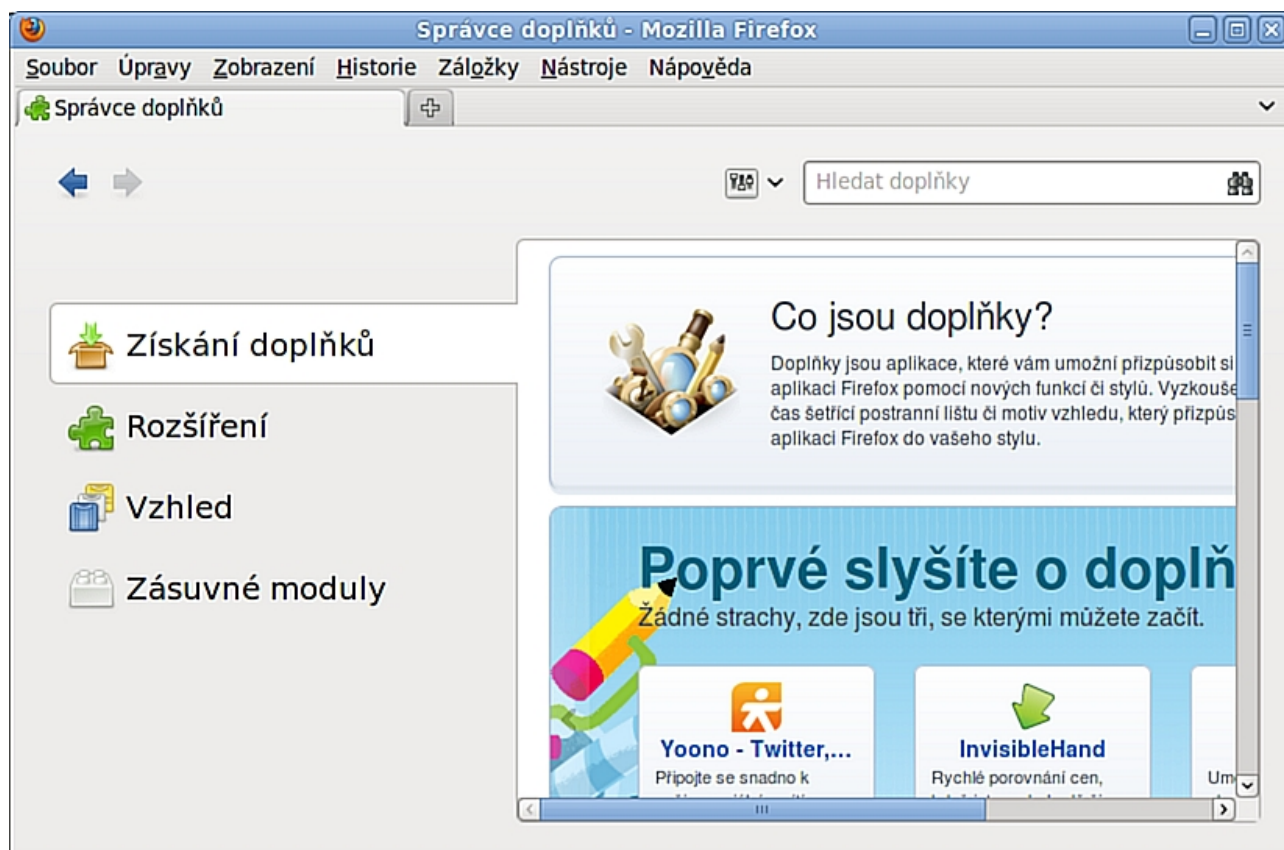 Správce doplňků - Mozilla Firefox
Soubor Úpravy Zobrazení Historie Záložky Nástroje Nápověda
Správce doplňků
Hledat doplňky
Získání doplňků
Rozšíření
Vzhled
Zásuvné moduly
Co jsou doplňky?
Doplňky jsou aplikace, které vám umožní přizpůsobit si
aplikaci Firefox pomocí nových funkcí či stylů. Vyzkouše
čas šetřící postranní lištu či motiv vzhledu, který přizpůs
aplikaci Firefox do vašeho stylu.
Poprvé slyšíte o doplň
Žádné strachy, zde jsou tři, se kterými můžete začít.
Yoono - Twitter,...
Připojte se snadno k
InvisibleHand
Rychlé porovnání cen,